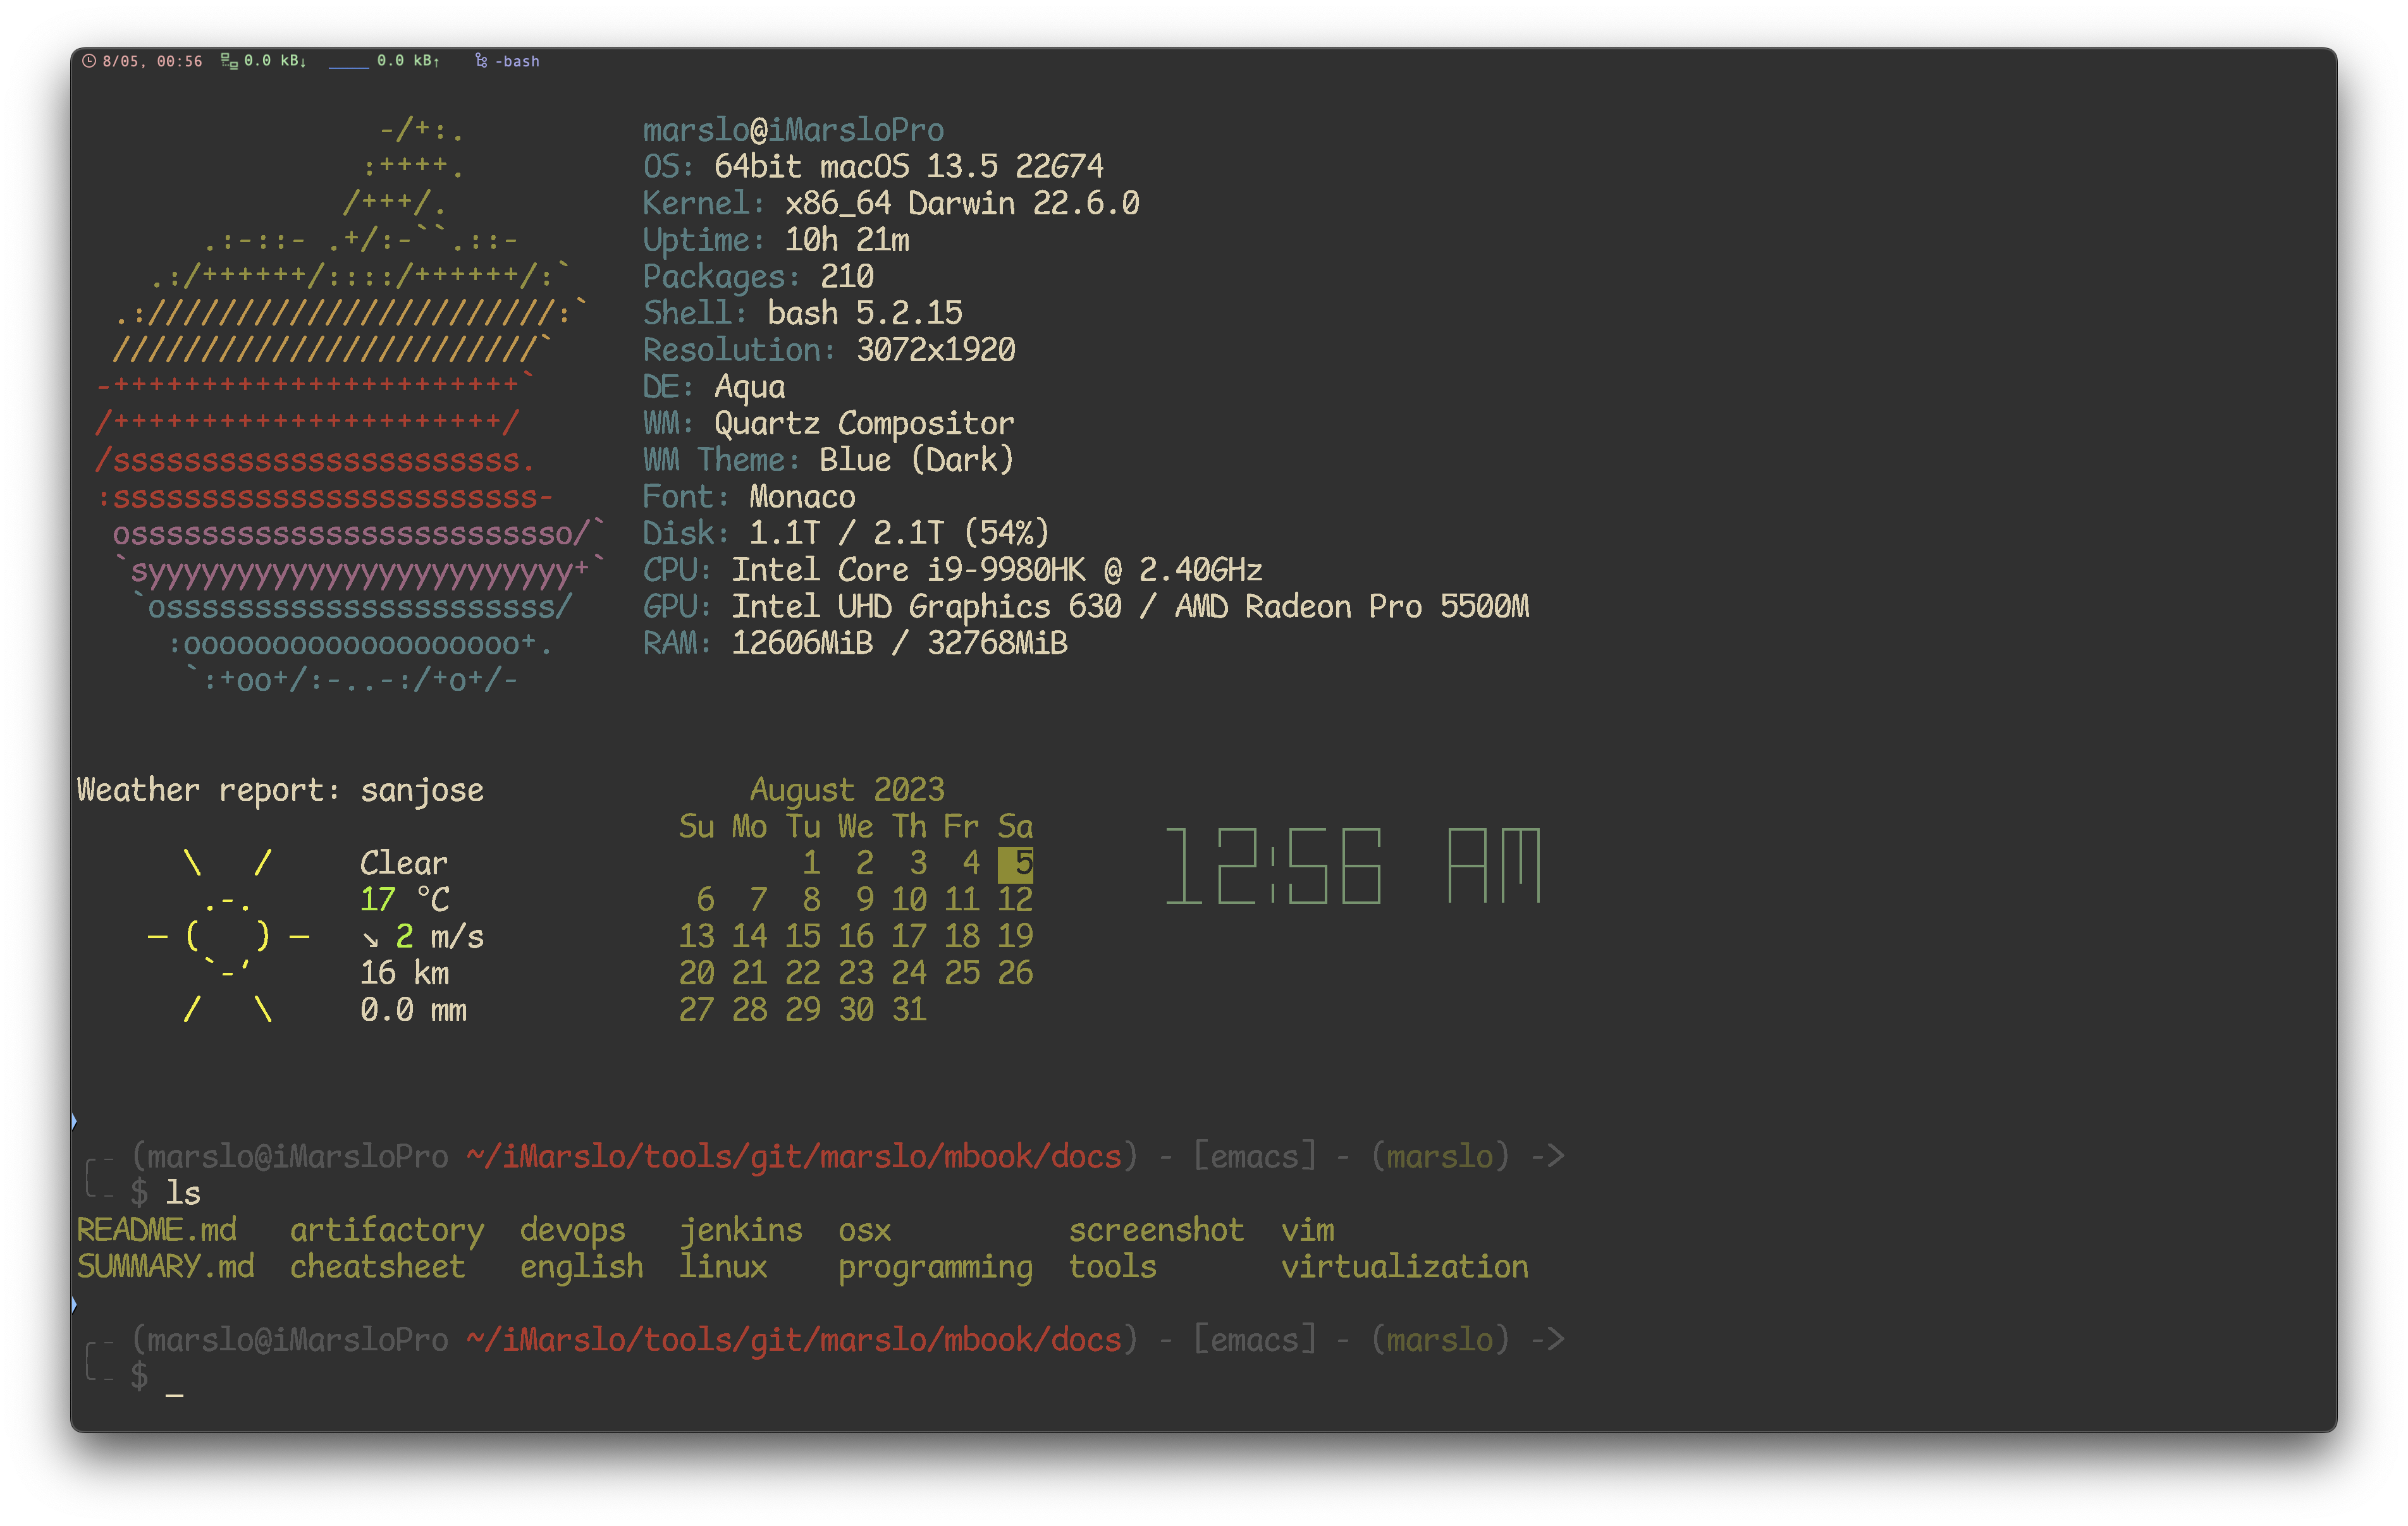 8/05, 00:56 0.0 kB↓ 0.0 kB↑ -bash
-/+:. marslo@iMarsloPro
:++++. OS: 64bit macOS 13.5 22G74
/+++/. Kernel: x86_64 Darwin 22.6.0
.:-::- .+/:-``.::- Uptime: 10h 21m
.:/++++++/::::/++++++/:` Packages: 210
.:///////////////////////:` Shell: bash 5.2.15
////////////////////////` Resolution: 3072x1920
-+++++++++++++++++++++++` DE: Aqua
/++++++++++++++++++++++/ WM: Quartz Compositor
/sssssssssssssssssssssss. WM Theme: Blue (Dark)
:ssssssssssssssssssssssss- Font: Monaco
osssssssssssssssssssssssso/` Disk: 1.1T / 2.1T (54%)
`syyyyyyyyyyyyyyyyyyyyyyyy+` CPU: Intel Core i9-9980HK @ 2.40GHz
`ossssssssssssssssssssss/ GPU: Intel UHD Graphics 630 / AMD Radeon Pro 5500M
:ooooooooooooooooooo+. RAM: 12606MiB / 32768MiB
`:+oo+/:-..-:/+o+/-
Weather report: sanjose
Clear
17 °C
↘ 2 m/s
16 km
0.0 mm
August 2023
Su Mo Tu We Th Fr Sa
1 2 3 4 5
6 7 8 9 10 11 12
13 14 15 16 17 18 19
20 21 22 23 24 25 26
27 28 29 30 31
12:56 AM
(marslo@iMarsloPro ~/iMarslo/tools/git/marslo/mbook/docs) - [emacs] - (marslo) ->
$ ls
README.md artifactory devops jenkins osx screenshot vim
SUMMARY.md cheatsheet english linux programming tools virtualization
(marslo@iMarsloPro ~/iMarslo/tools/git/marslo/mbook/docs) - [emacs] - (marslo) ->
$ _